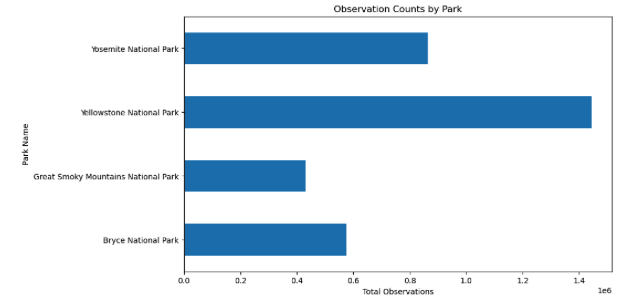 Observation Counts by Park
Yosemite National Park
Yellowstone National Park
Great Smoky Mountains National Park
Bryce National Park
Park Name
0.0 0.2 0.4 0.6 0.8 1.0 1.2 1.4
1e6
Total Observations